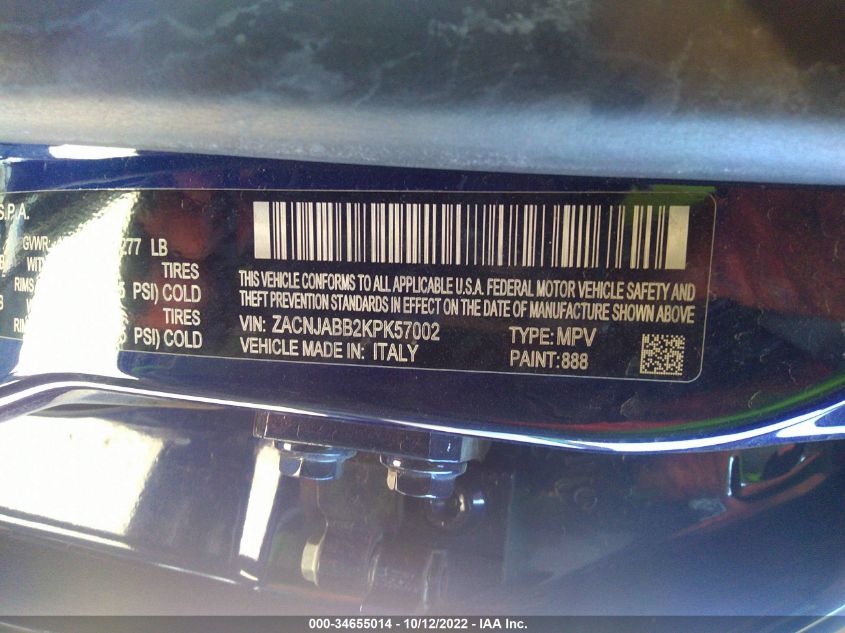 S.P.A.
GVWR 277 LB
TIRES
RIMS PSI) COLD
TIRES
RIMS PSI) COLD
THIS VEHICLE CONFORMS TO ALL APPLICABLE U.S.A. FEDERAL MOTOR VEHICLE SAFETY AND
THEFT PREVENTION STANDARDS IN EFFECT ON THE DATE OF MANUFACTURE SHOWN ABOVE
VIN: ZACNJABB2KPK57002 TYPE: MPV
VEHICLE MADE IN: ITALY PAINT: 888
000-34655014 - 10/12/2022 - IAA Inc.